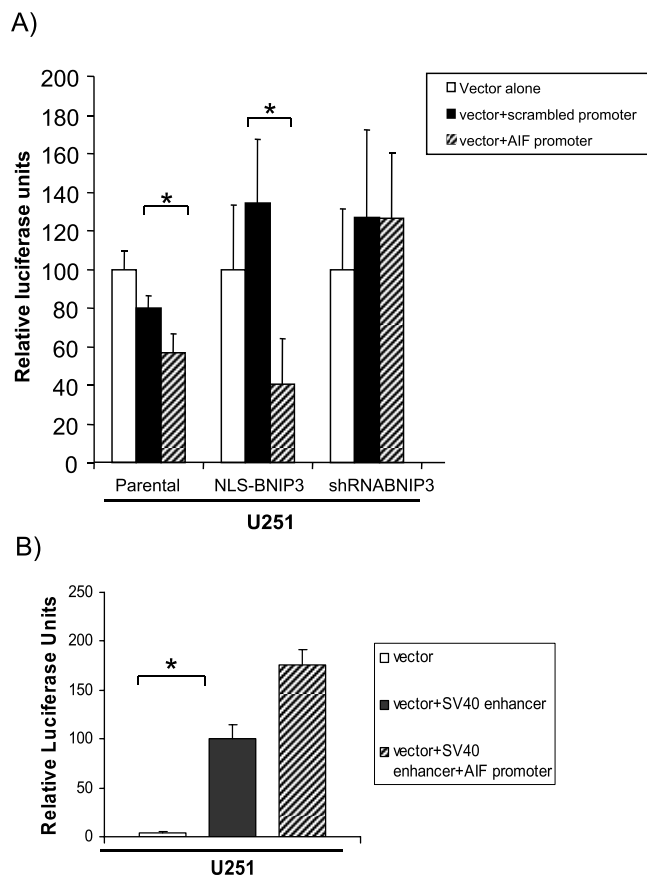 A)
200
180
160
140
120
100
80
60
40
20
0
Relative luciferase units
*
*
Vector alone
vector+scrambled promoter
vector+AIF promoter
Parental
NLS-BNIP3
shRNABNIP3
U251
B)
250
200
150
100
50
0
Relative Luciferase Units
*
vector
vector+SV40 enhancer
vector+SV40
enhancer+AIF promoter
U251